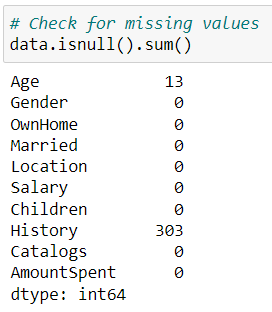 # Check for missing values
data.isnull().sum()
Age 13
Gender 0
OwnHome 0
Married 0
Location 0
Salary 0
Children 0
History 303
Catalogs 0
AmountSpent 0
dtype: int64